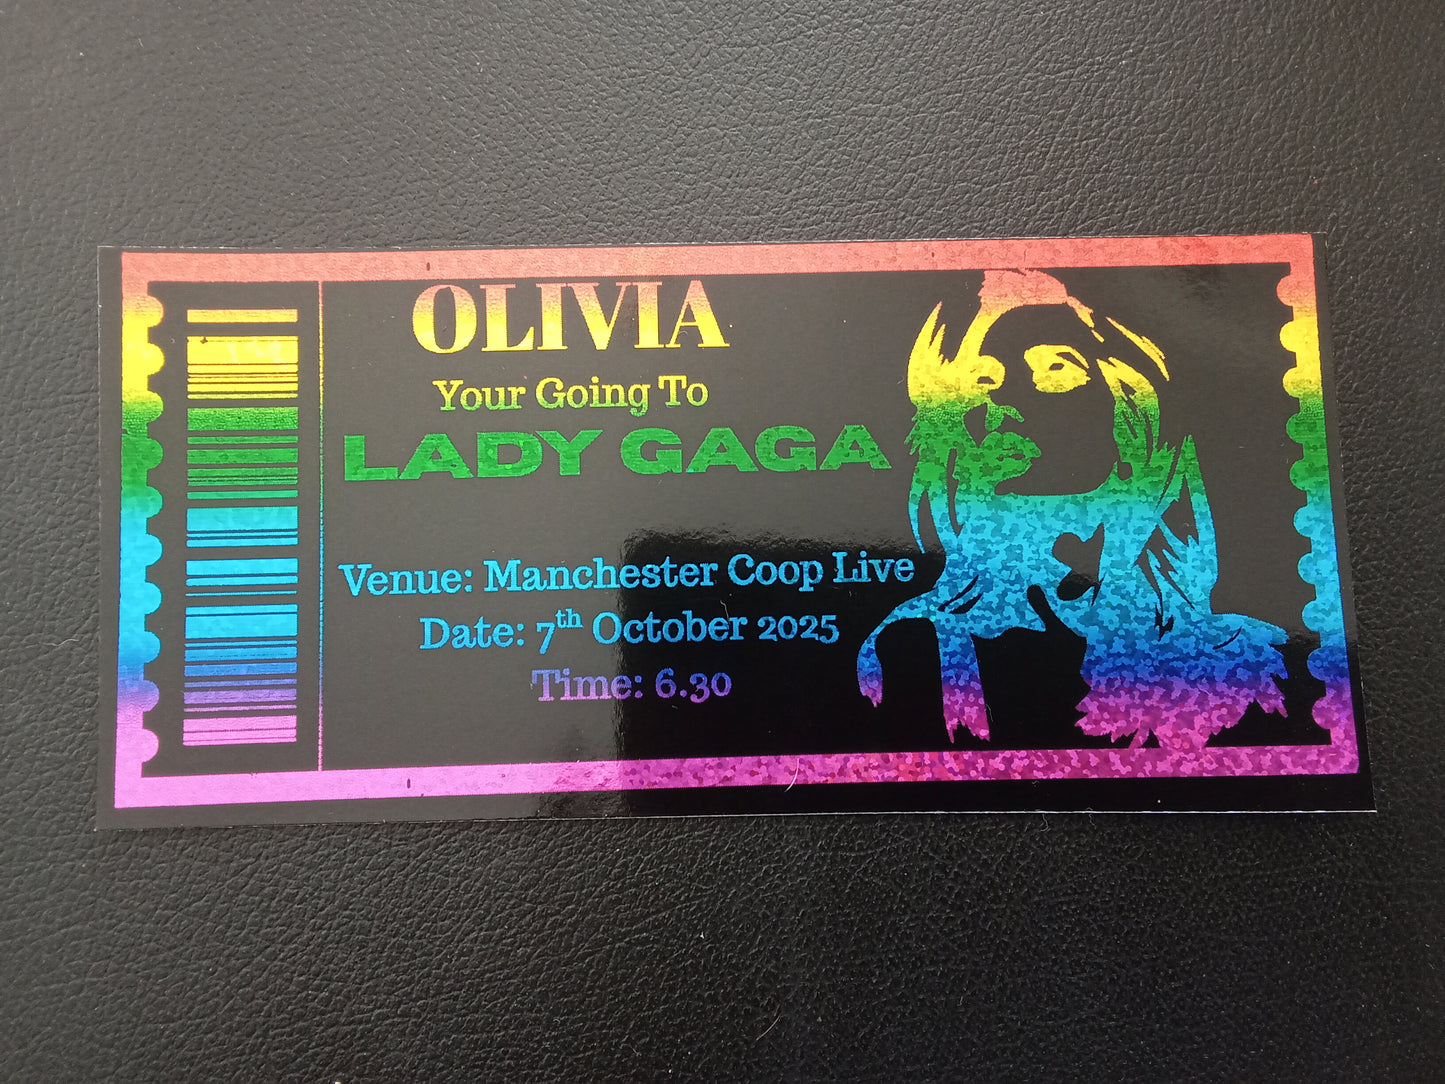 OLIVIA
Your Going To
LADY GAGA
Venue: Manchester Coop Live
Date: 7th October 2025
Time: 6.30